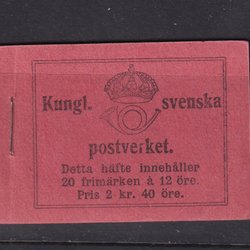 Kungl. svenska
postverket.
Detta häfte innehåller
20 frimärken à 12 öre.
Pris 2 kr. 40 öre.